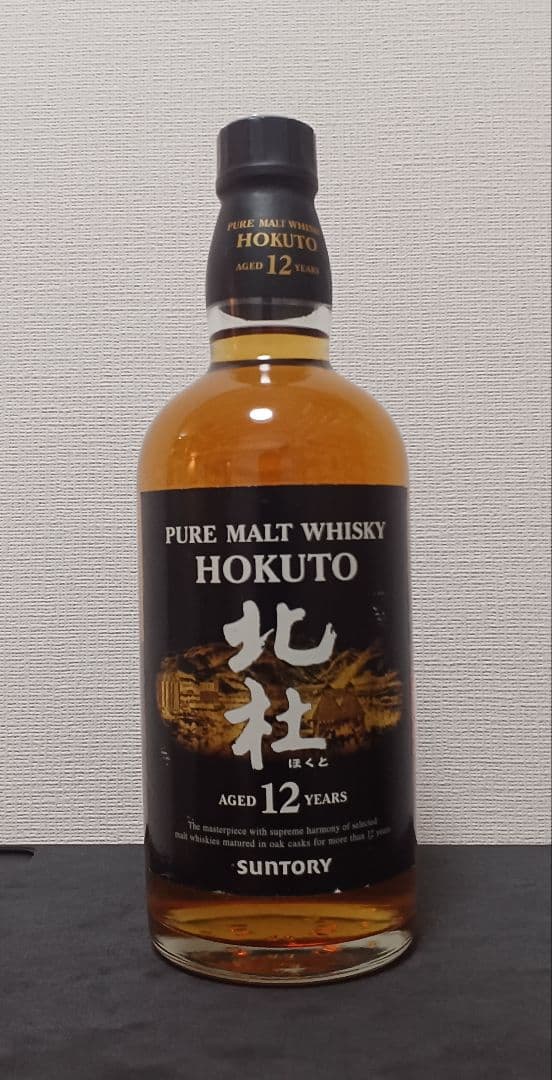 PURE MALT WHISKY
HOKUTO
AGED 12 YEARS
PURE MALT WHISKY
HOKUTO
北杜
ほくと
AGED 12 YEARS
The masterpiece with supreme harmony of selected
malt whiskies matured in oak casks for more than 12 years
SUNTORY